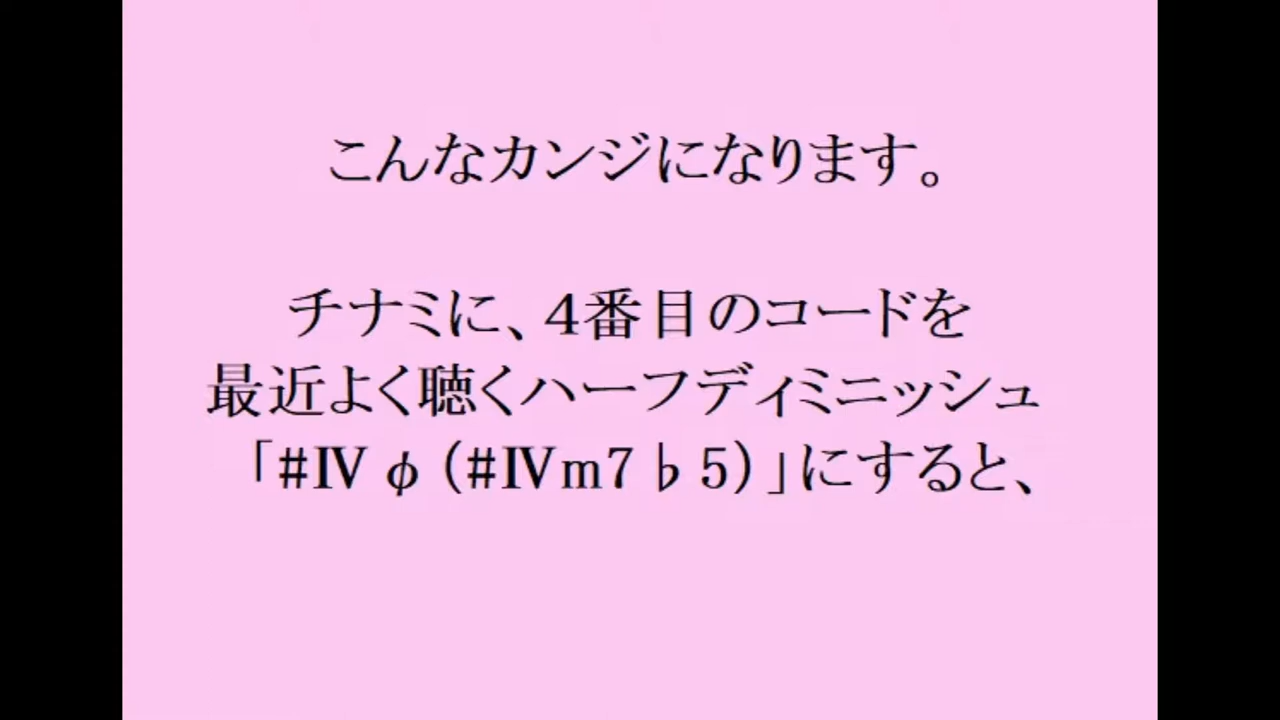 こんなカンジになります。
チナミに、4番目のコードを
最近よく聴くハーフディミニッシュ
「#Ⅳφ(#Ⅳm7♭5)」にすると、